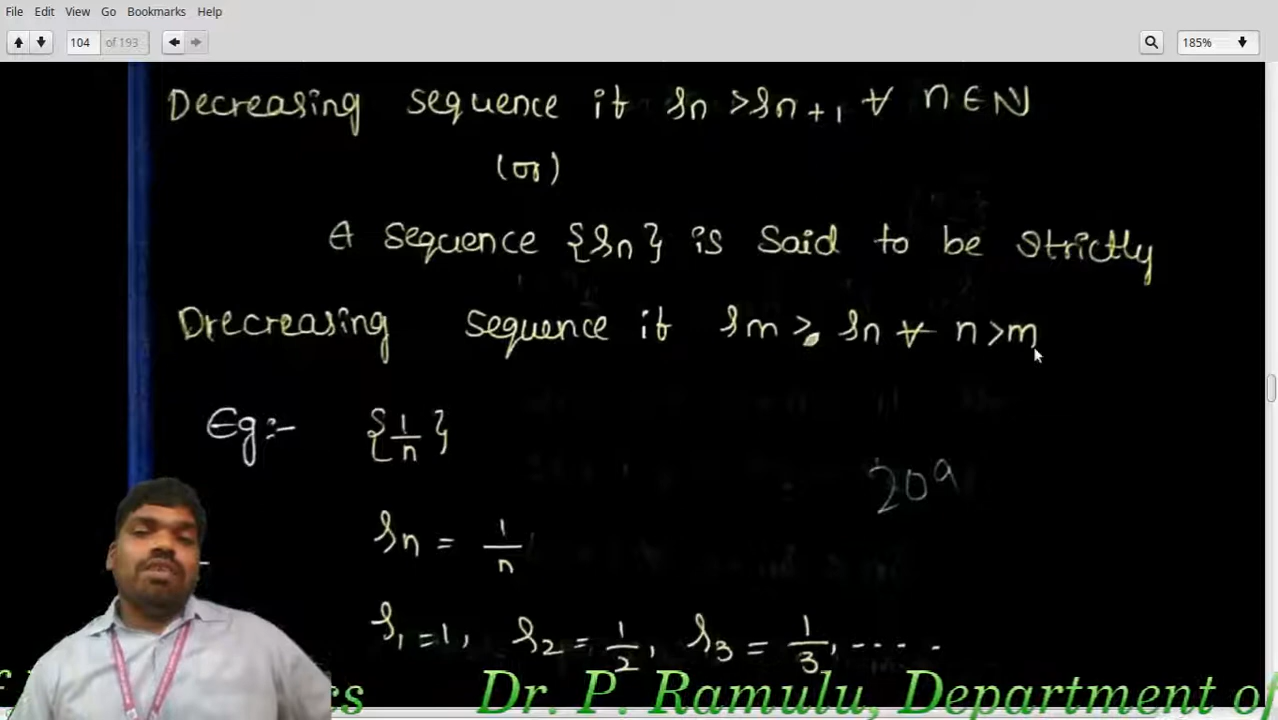 File Edit View Go Bookmarks Help
104 of 193 185%
Decreasing sequence if Sn >Sn+1 ∀ n∈N
(or)
A sequence {Sn} is Said to be strictly
Drecreasing sequence if Sm > Sn ∀ n>m
Eg:- {1/n}
209
Sn = 1/n
S1=1, S2=1/2, S3=1/3,.....
Dr. P. Ramulu, Department of